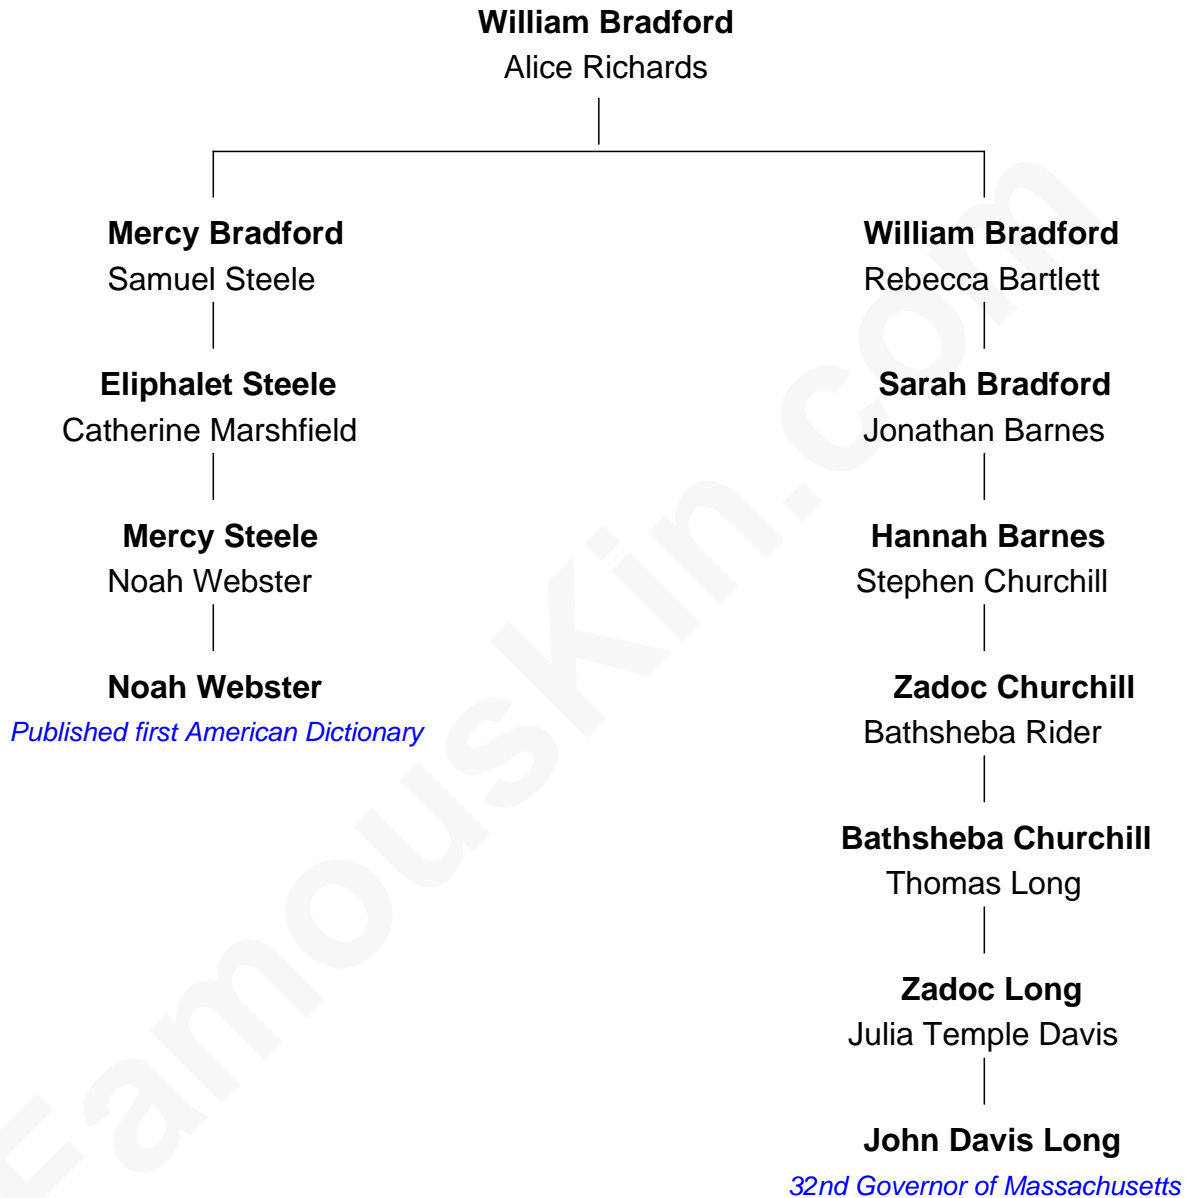 William Bradford
Alice Richards
Mercy Bradford
Samuel Steele
William Bradford
Rebecca Bartlett
Eliphalet Steele
Catherine Marshfield
Sarah Bradford
Jonathan Barnes
Mercy Steele
Noah Webster
Hannah Barnes
Stephen Churchill
Noah Webster
Published first American Dictionary
Zadoc Churchill
Bathsheba Rider
Bathsheba Churchill
Thomas Long
Zadoc Long
Julia Temple Davis
John Davis Long
32nd Governor of Massachusetts
FamousKin.com